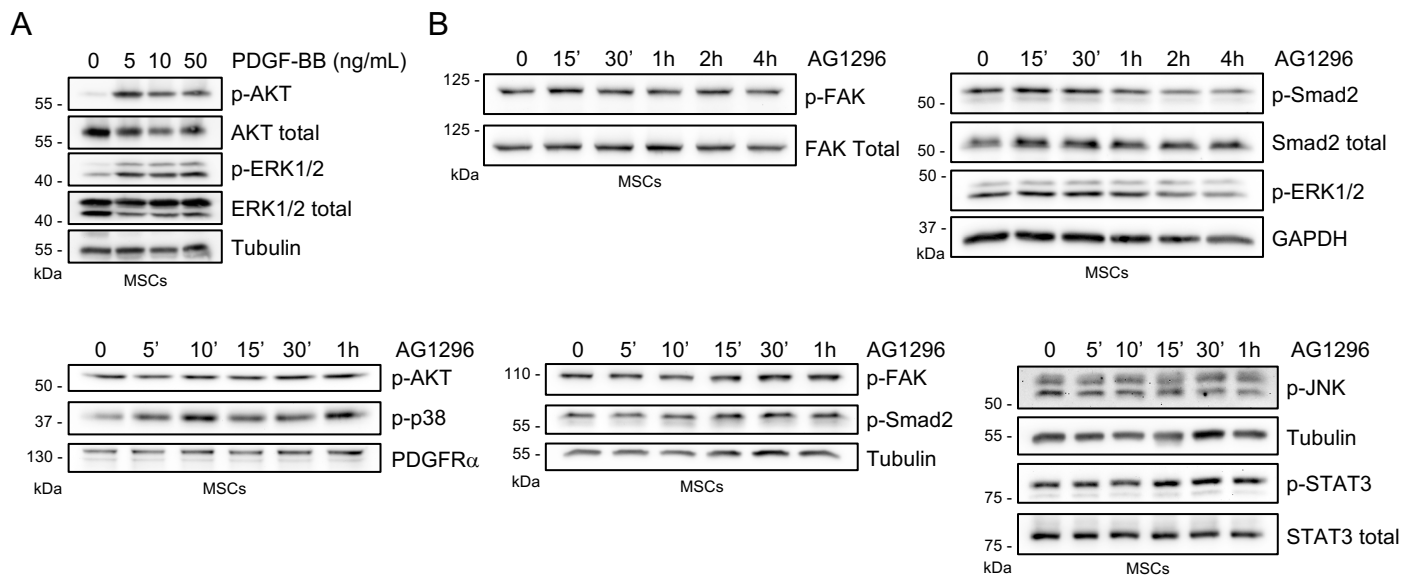 A
0 5 10 50 PDGF-BB (ng/mL)
55 - p-AKT
55 - AKT total
40 - p-ERK1/2
40 - ERK1/2 total
55 - Tubulin
kDa
MSCs
B
0 15’ 30’ 1h 2h 4h AG1296
125 - p-FAK
125 - FAK Total
kDa
MSCs
0 15’ 30’ 1h 2h 4h AG1296
50 - p-Smad2
50 - Smad2 total
50 - p-ERK1/2
37 - GAPDH
kDa
MSCs
0 5’ 10’ 15’ 30’ 1h AG1296
50 - p-AKT
37 - p-p38
130 - PDGFRα
kDa
MSCs
0 5’ 10’ 15’ 30’ 1h AG1296
110 - p-FAK
55 - p-Smad2
55 - Tubulin
kDa
MSCs
0 5’ 10’ 15’ 30’ 1h AG1296
50 - p-JNK
55 - Tubulin
75 - p-STAT3
75 - STAT3 total
kDa
MSCs